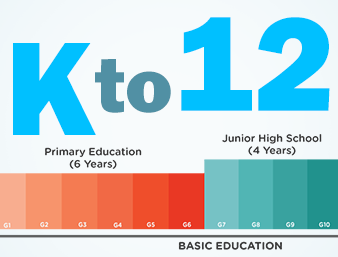 K to 12
Primary Education
(6 Years)
Junior High School
(4 Years)
G1 G2 G3 G4 G5 G6 G7 G8 G9 G10
BASIC EDUCATION